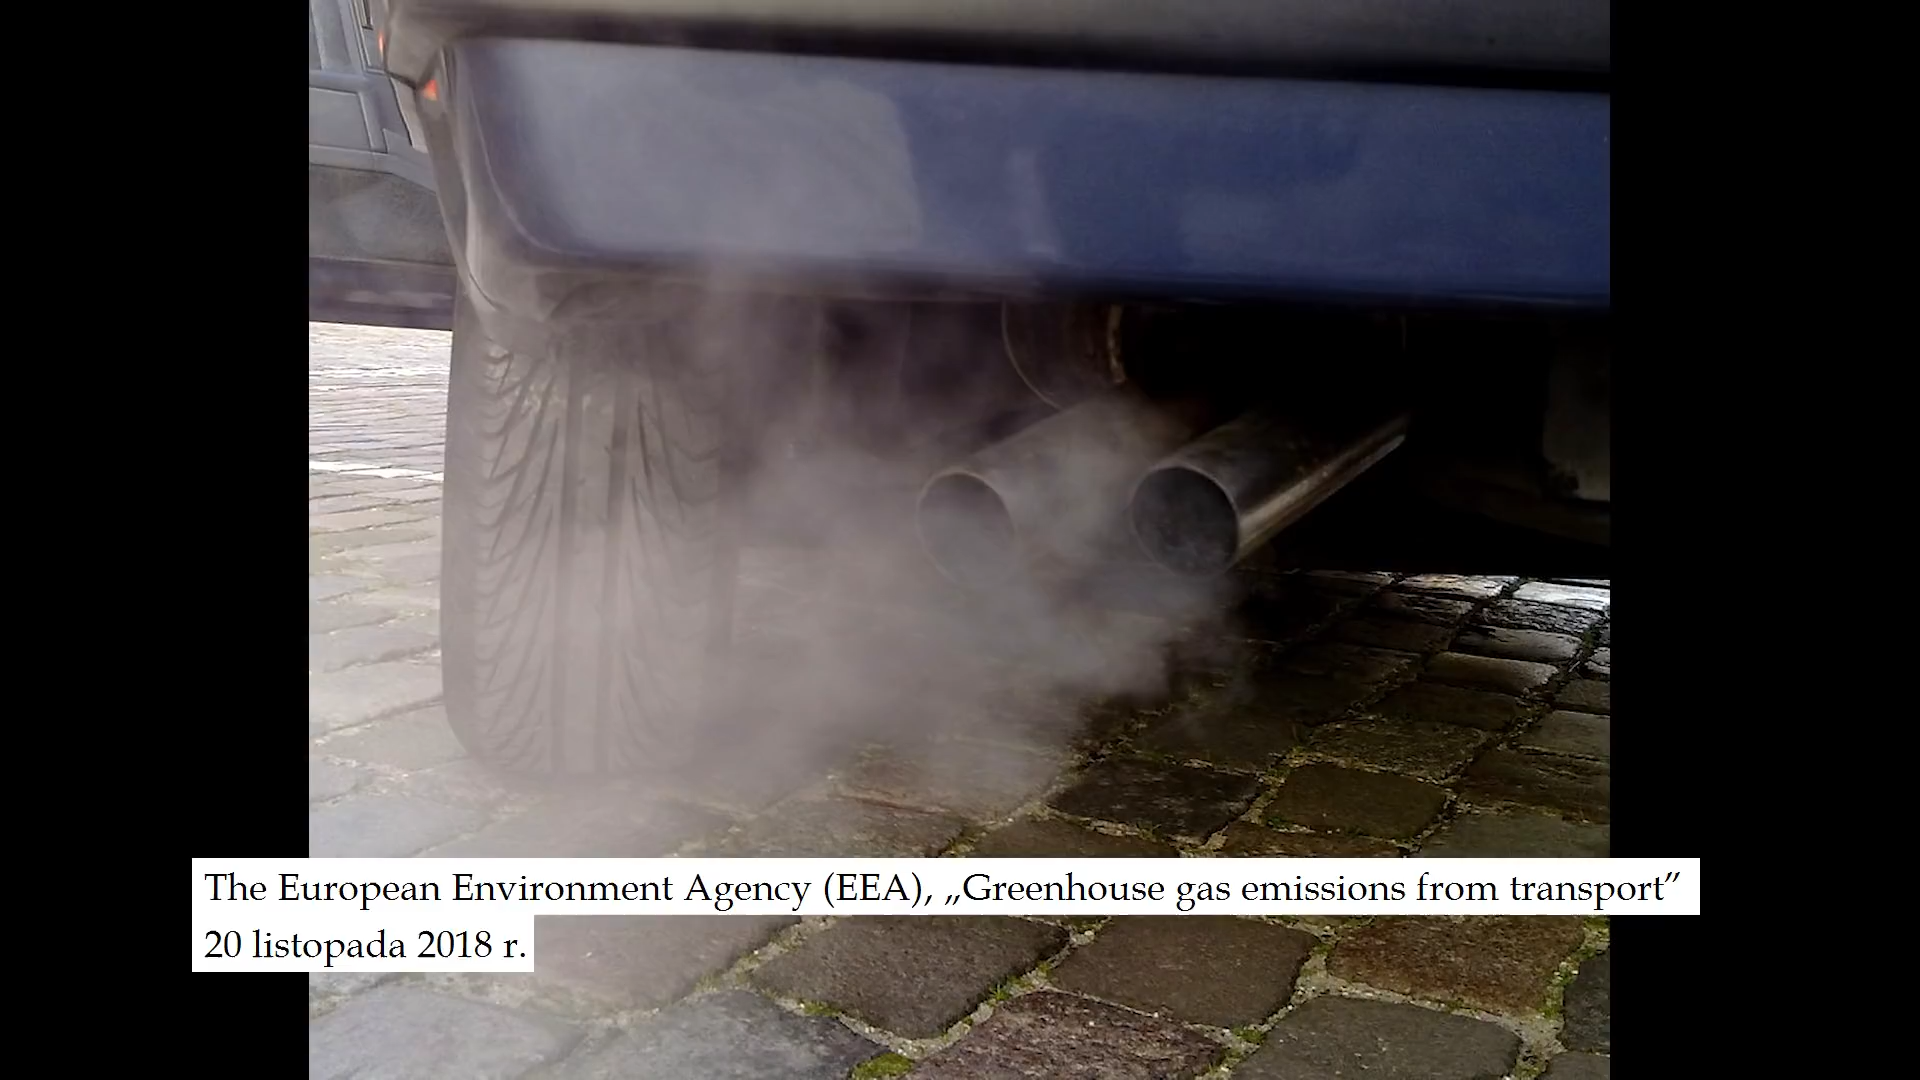 The European Environment Agency (EEA), „Greenhouse gas emissions from transport”
20 listopada 2018 r.